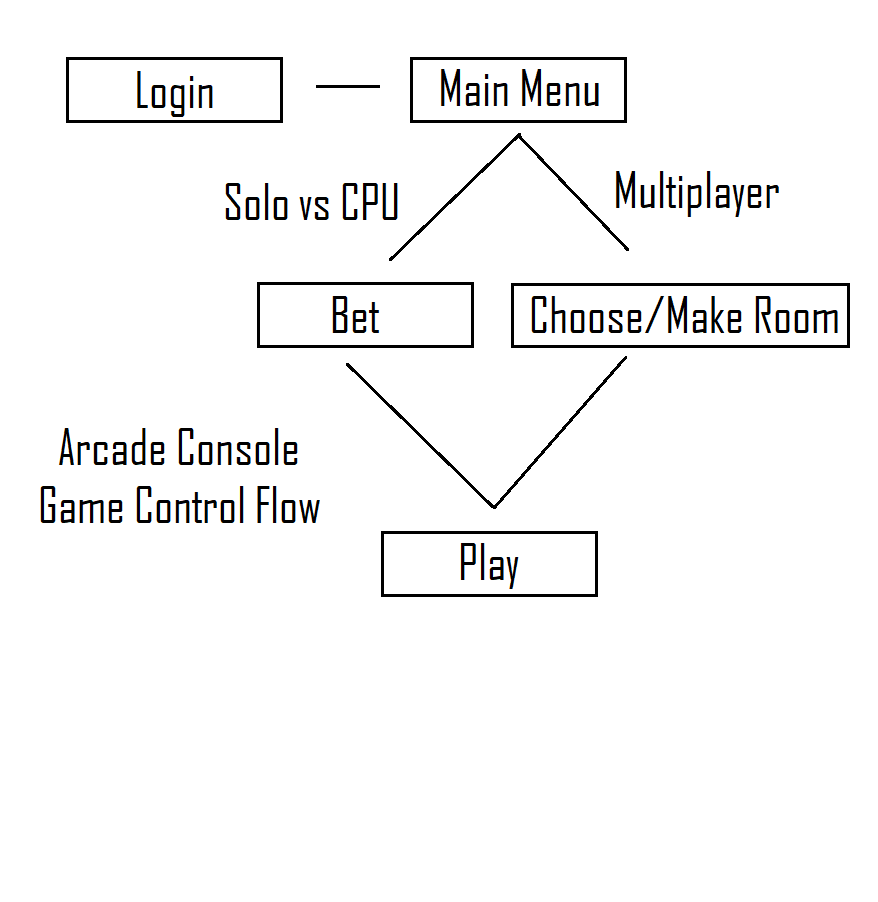 Login
Main Menu
Solo vs CPU
Multiplayer
Bet
Choose/Make Room
Arcade Console
Game Control Flow
Play